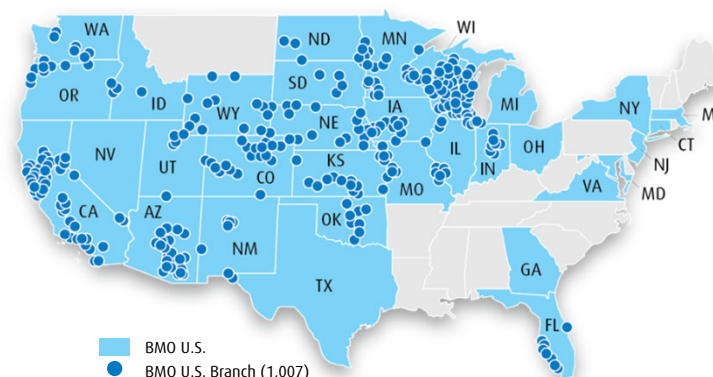 WI
WA
ND
MN
OR
ID
SD
WY
IA
MI
NY
M
CT
NE
NV
UT
CO
KS
IL
IN
OH
NJ
MO
VA
MD
CA
AZ
NM
OK
TX
GA
FL
BMO U.S.
BMO U.S. Branch (1,007)